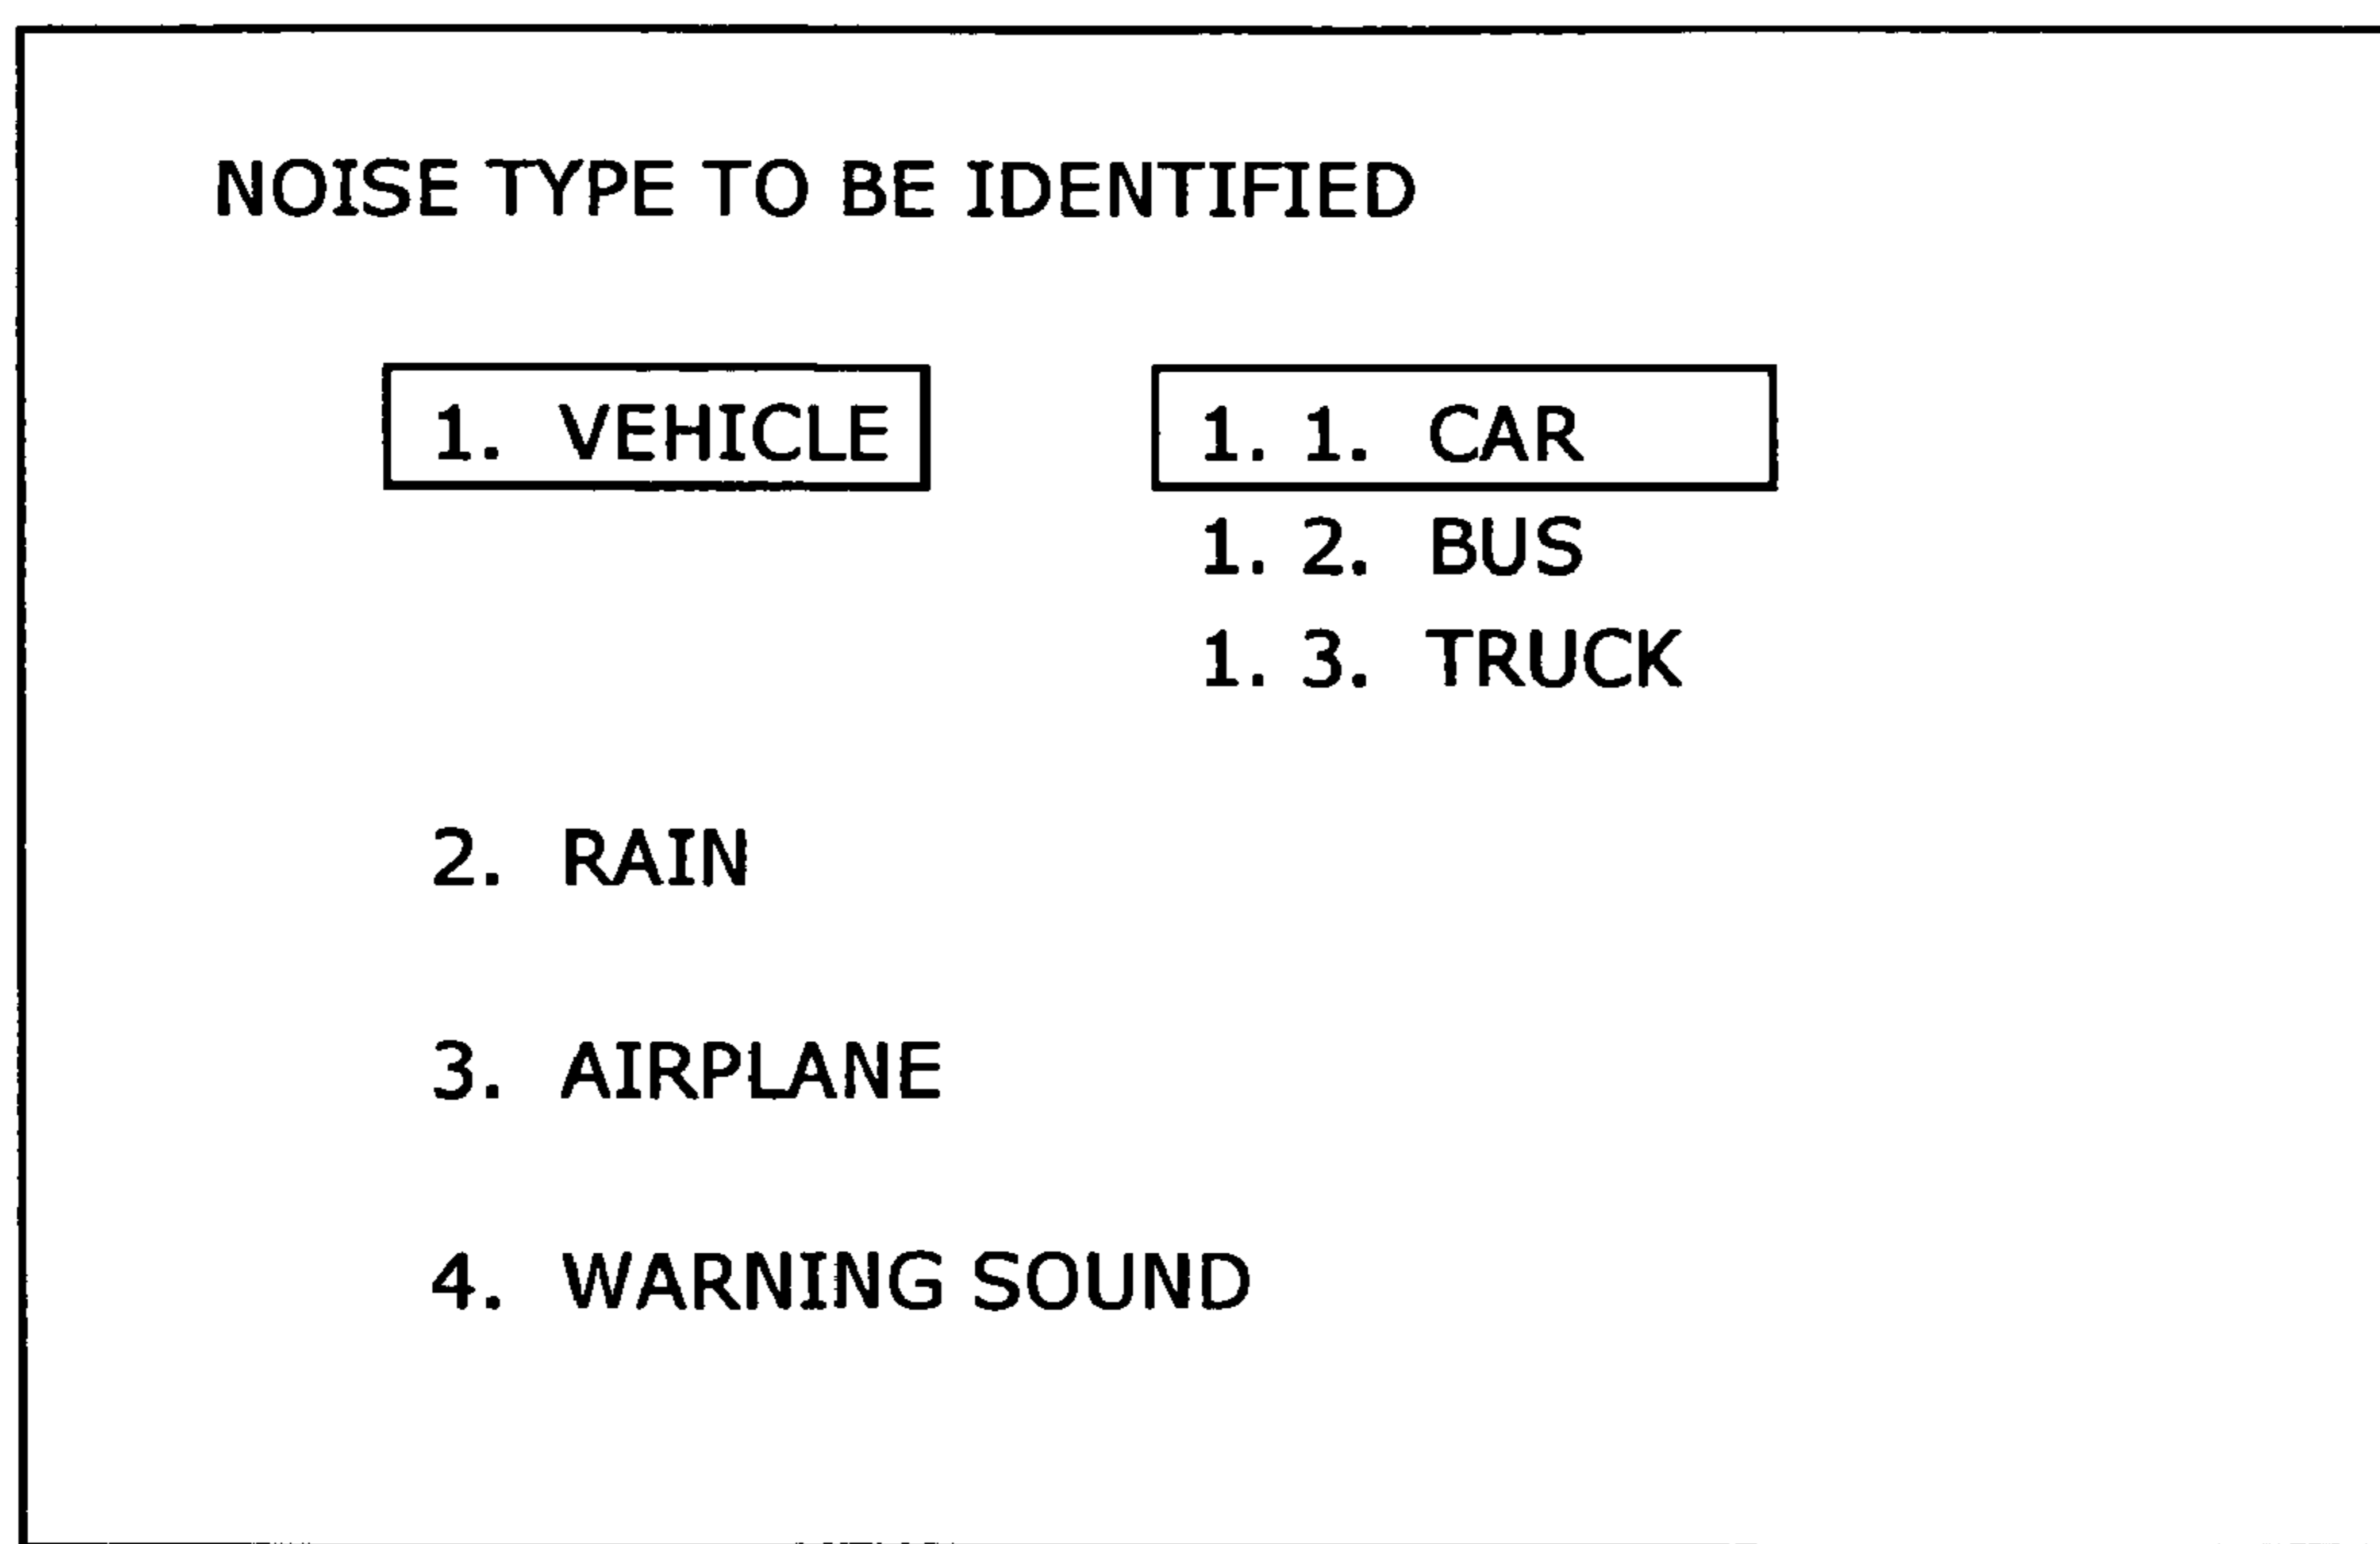 NOISE TYPE TO BE IDENTIFIED
1. VEHICLE 1. 1. CAR
1. 2. BUS
1. 3. TRUCK
2. RAIN
3. AIRPLANE
4. WARNING SOUND